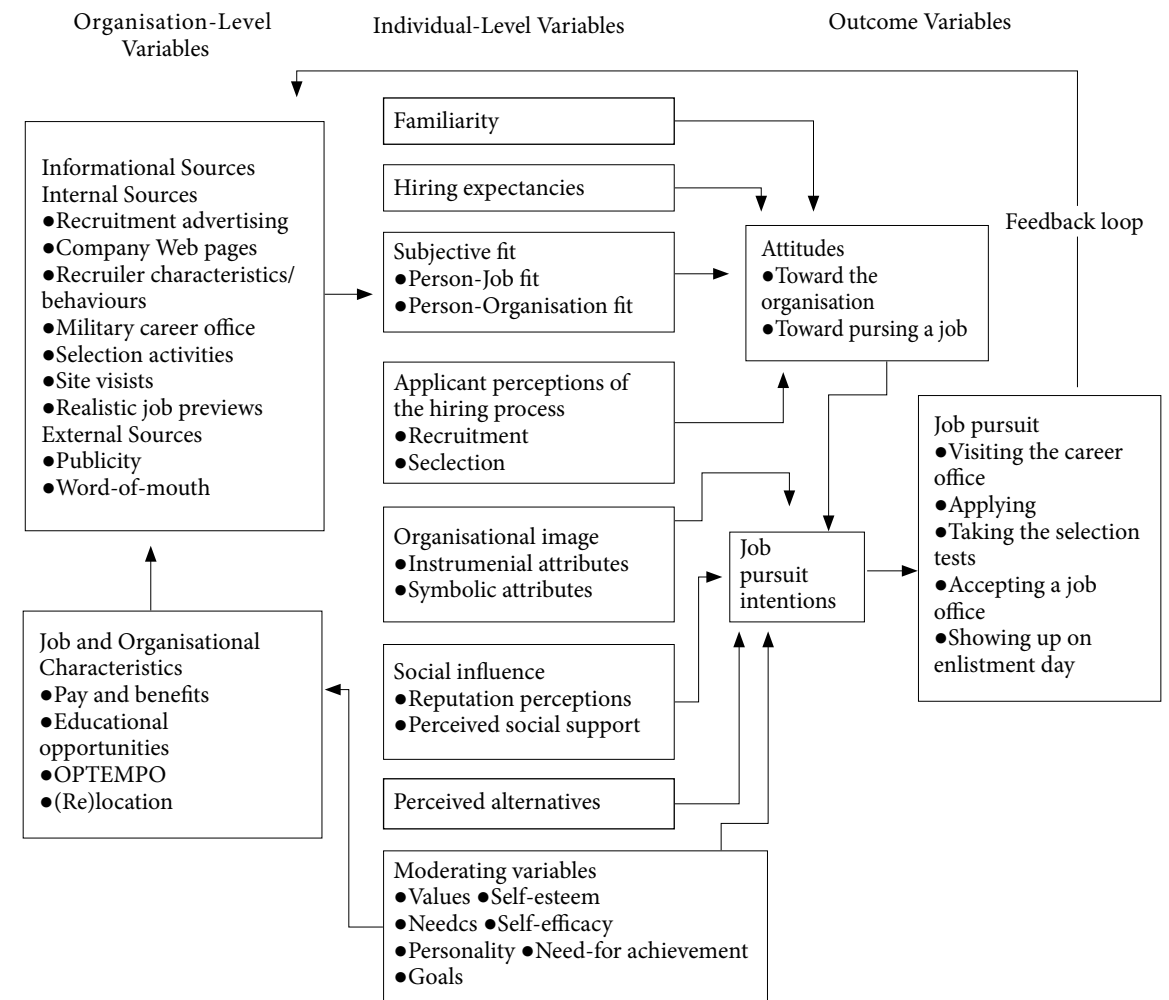 Organisation-Level
Variables
Individual-Level Variables
Outcome Variables
Informational Sources
Internal Sources
●Recruitment advertising
●Company Web pages
●Recruiler characteristics/
behaviours
●Military career office
●Selection activities
●Site visists
●Realistic job previews
External Sources
●Publicity
●Word-of-mouth
Job and Organisational
Characteristics
●Pay and benefits
●Educational
opportunities
●OPTEMPO
●(Re)location
Familiarity
Hiring expectancies
Subjective fit
●Person-Job fit
●Person-Organisation fit
Applicant perceptions of
the hiring process
●Recruitment
●Seclection
Organisational image
●Instrumenial attributes
●Symbolic attributes
Social influence
●Reputation perceptions
●Perceived social support
Perceived alternatives
Moderating variables
●Values ●Self-esteem
●Needcs ●Self-efficacy
●Personality ●Need-for achievement
●Goals
Attitudes
●Toward the
organisation
●Toward pursing a job
Job
pursuit
intentions
Feedback loop
Job pursuit
●Visiting the career
office
●Applying
●Taking the selection
tests
●Accepting a job
office
●Showing up on
enlistment day